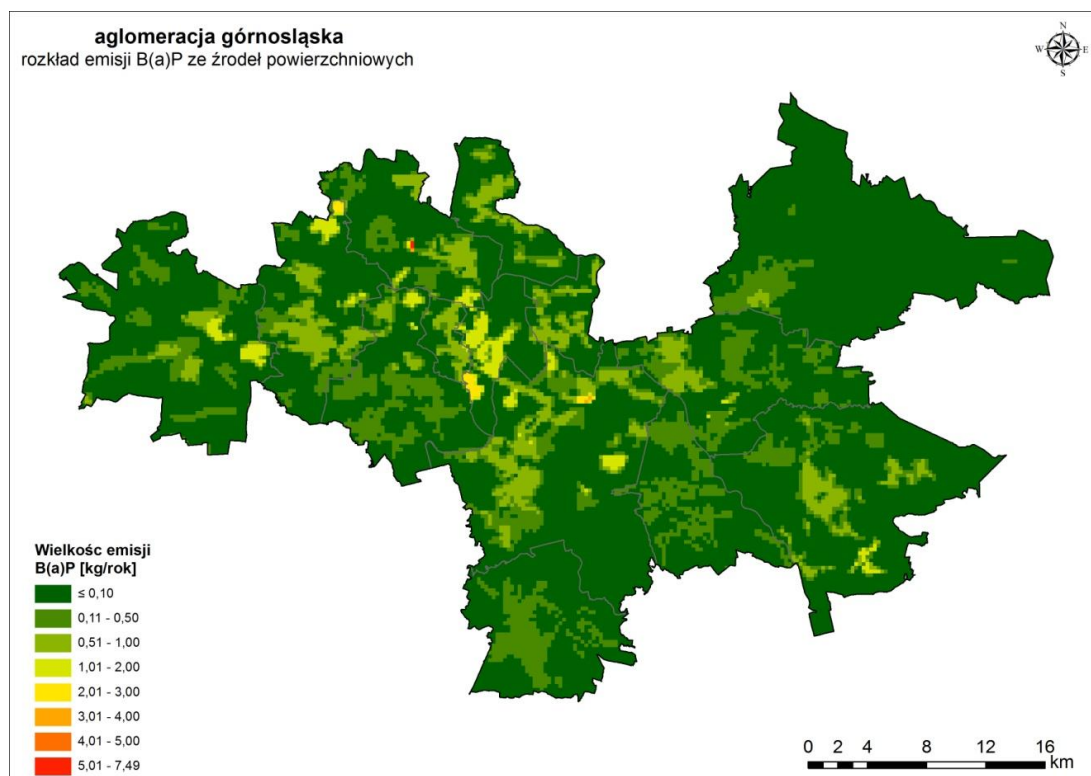 aglomeracja górnośląska
rozkład emisji B(a)P ze źrodeł powierzchniowych
N
W E
S
Wielkośc emisji
B(a)P [kg/rok]
≤ 0,10
0,11 - 0,50
0,51 - 1,00
1,01 - 2,00
2,01 - 3,00
3,01 - 4,00
4,01 - 5,00
5,01 - 7,49
0 2 4 8 12 16
km